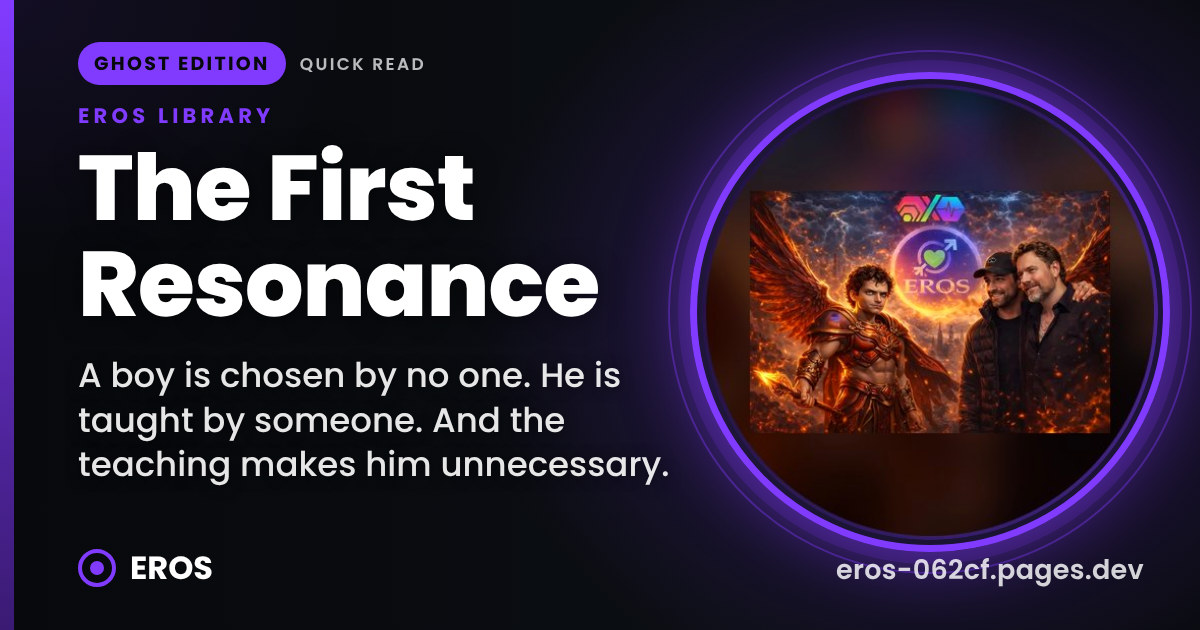 GHOST EDITION QUICK READ
EROS LIBRARY
The First
Resonance
A boy is chosen by no one. He is
taught by someone. And the
teaching makes him unnecessary.
EROS
EROS
eros-062cf.pages.dev